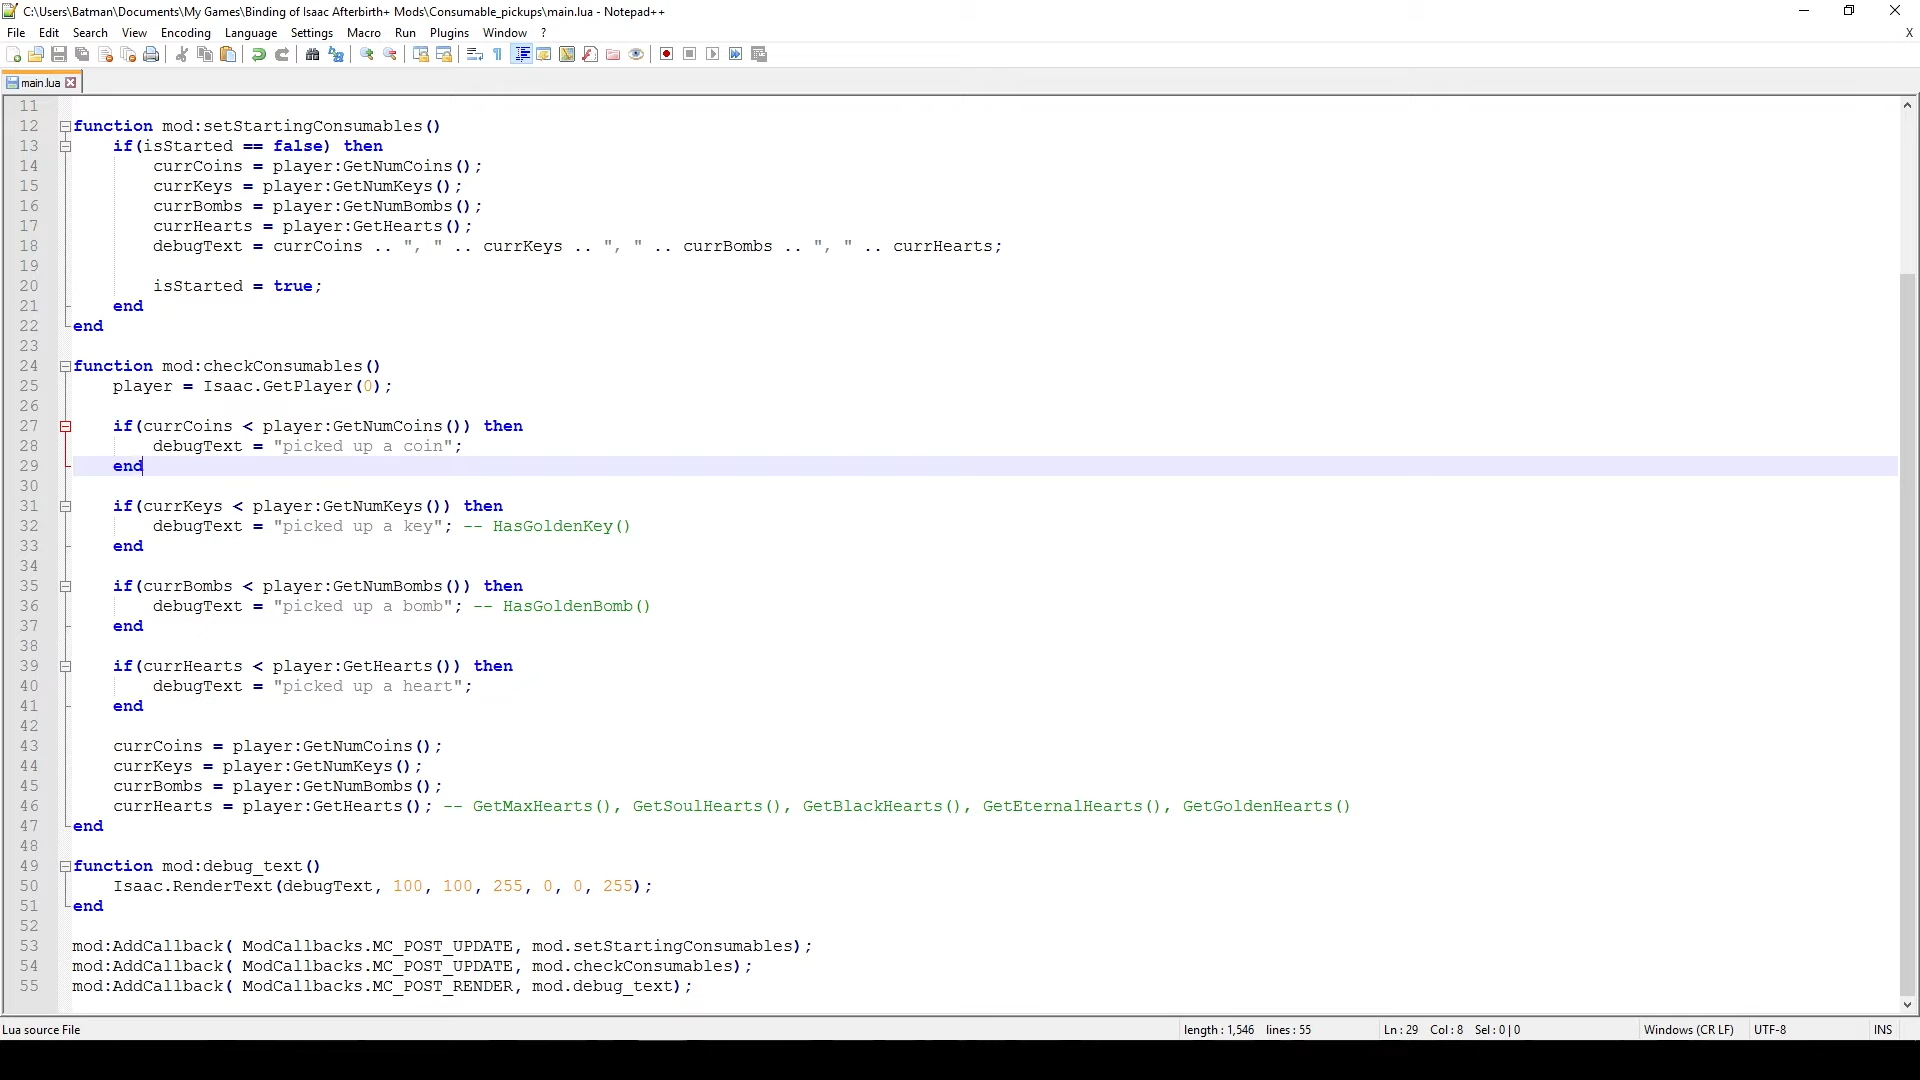 C:\Users\Batman\Documents\My Games\Binding of Isaac Afterbirth+ Mods\Consumable_pickups\main.lua - Notepad++
File Edit Search View Encoding Language Settings Macro Run Plugins Window ? X
main.lua
11
12 function mod:setStartingConsumables()
13 if(isStarted == false) then
14 currCoins = player:GetNumCoins();
15 currKeys = player:GetNumKeys();
16 currBombs = player:GetNumBombs();
17 currHearts = player:GetHearts();
18 debugText = currCoins .. ", " .. currKeys .. ", " .. currBombs .. ", " .. currHearts;
19
20 isStarted = true;
21 end
22 end
23
24 function mod:checkConsumables()
25 player = Isaac.GetPlayer(0);
26
27 if(currCoins < player:GetNumCoins()) then
28 debugText = "picked up a coin";
29 end
30
31 if(currKeys < player:GetNumKeys()) then
32 debugText = "picked up a key"; -- HasGoldenKey()
33 end
34
35 if(currBombs < player:GetNumBombs()) then
36 debugText = "picked up a bomb"; -- HasGoldenBomb()
37 end
38
39 if(currHearts < player:GetHearts()) then
40 debugText = "picked up a heart";
41 end
42
43 currCoins = player:GetNumCoins();
44 currKeys = player:GetNumKeys();
45 currBombs = player:GetNumBombs();
46 currHearts = player:GetHearts(); -- GetMaxHearts(), GetSoulHearts(), GetBlackHearts(), GetEternalHearts(), GetGoldenHearts()
47 end
48
49 function mod:debug_text()
50 Isaac.RenderText(debugText, 100, 100, 255, 0, 0, 255);
51 end
52
53 mod:AddCallback( ModCallbacks.MC_POST_UPDATE, mod.setStartingConsumables);
54 mod:AddCallback( ModCallbacks.MC_POST_UPDATE, mod.checkConsumables);
55 mod:AddCallback( ModCallbacks.MC_POST_RENDER, mod.debug_text);
Lua source File length : 1,546 lines : 55 Ln : 29 Col : 8 Sel : 0 | 0 Windows (CR LF) UTF-8 INS